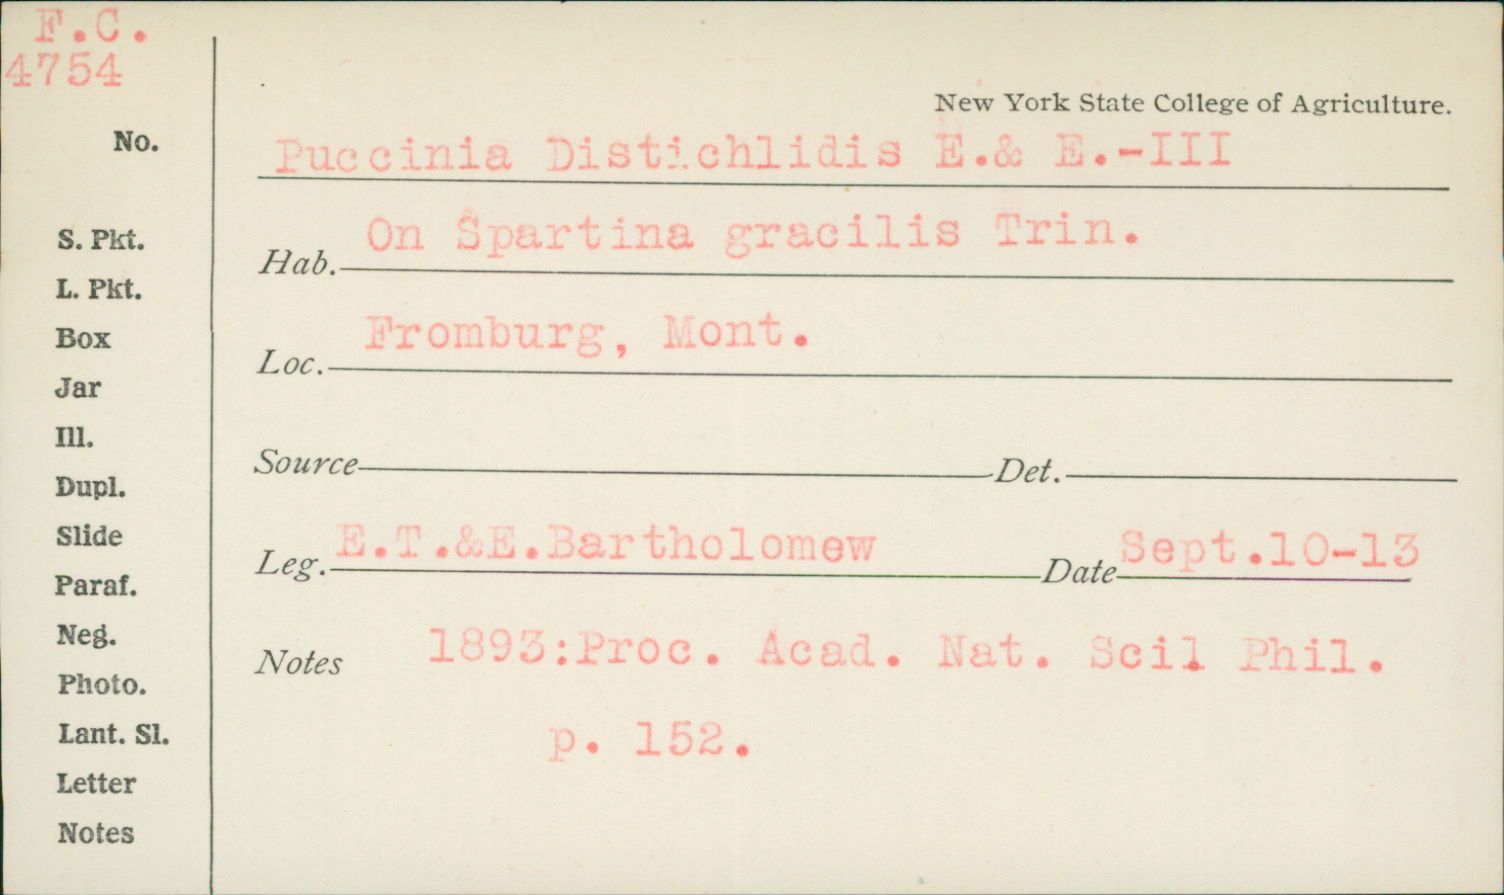 F.C.
4754
No.
S. Pkt.
L. Pkt.
Box
Jar
Ill.
Dupl.
Slide
Paraf.
Neg.
Photo.
Lant. Sl.
Letter
Notes
New York State College of Agriculture.
Puccinia Distichlidis E.& E.-III
Hab. On Spartina gracilis Trin.
Loc. Fromburg, Mont.
Source Det.
Leg. E.T.&E.Bartholomew Date Sept.10-13
Notes 1893:Proc. Acad. Nat. Scil Phil.
p. 152.